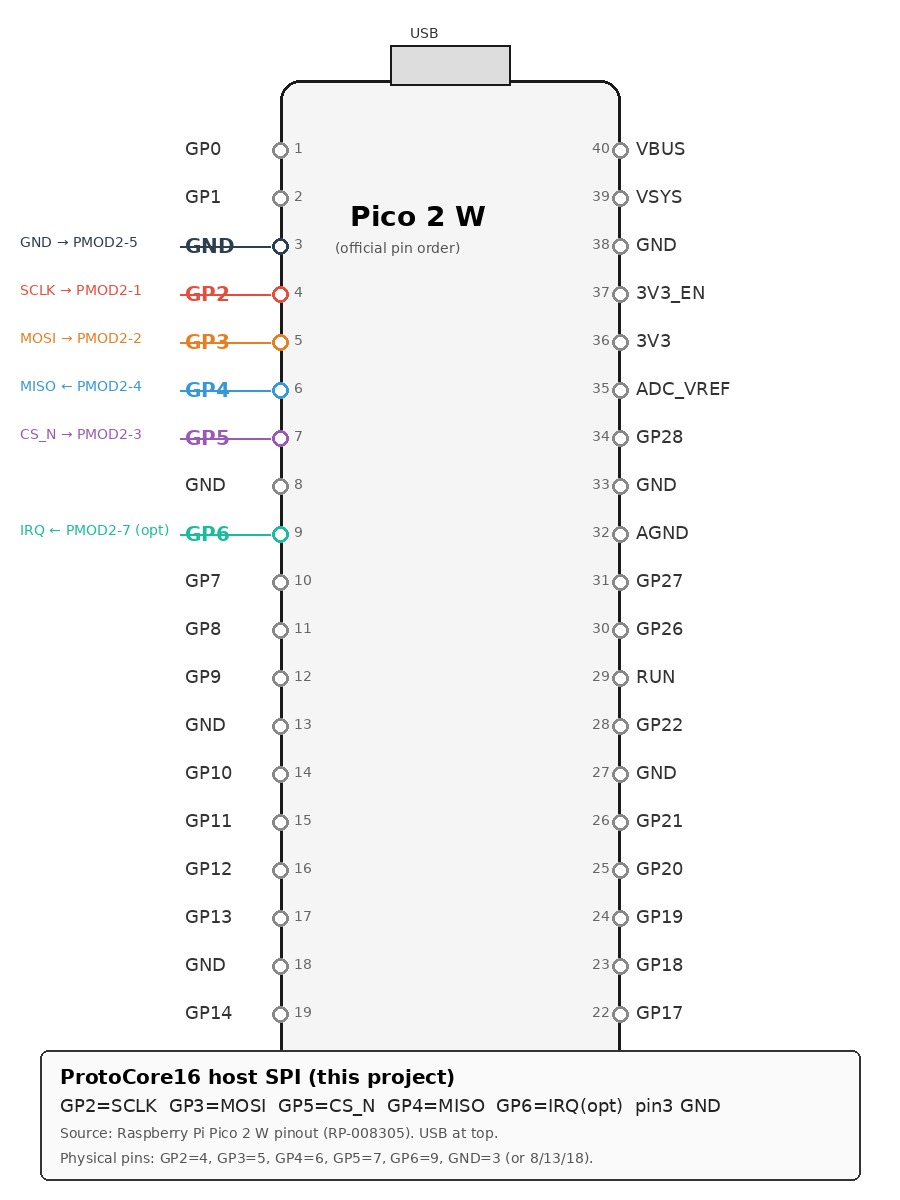 USB
GP0 1 40 VBUS
GP1 2 39 VSYS
Pico 2 W
GND → PMOD2-5 GND 3 (official pin order) 38 GND
SCLK → PMOD2-1 GP2 4 37 3V3_EN
MOSI → PMOD2-2 GP3 5 36 3V3
MISO ← PMOD2-4 GP4 6 35 ADC_VREF
CS_N → PMOD2-3 GP5 7 34 GP28
GND 8 33 GND
IRQ ← PMOD2-7 (opt) GP6 9 32 AGND
GP7 10 31 GP27
GP8 11 30 GP26
GP9 12 29 RUN
GND 13 28 GP22
GP10 14 27 GND
GP11 15 26 GP21
GP12 16 25 GP20
GP13 17 24 GP19
GND 18 23 GP18
GP14 19 22 GP17
ProtoCore16 host SPI (this project)
GP2=SCLK GP3=MOSI GP5=CS_N GP4=MISO GP6=IRQ(opt) pin3 GND
Source: Raspberry Pi Pico 2 W pinout (RP-008305). USB at top.
Physical pins: GP2=4, GP3=5, GP4=6, GP5=7, GP6=9, GND=3 (or 8/13/18).